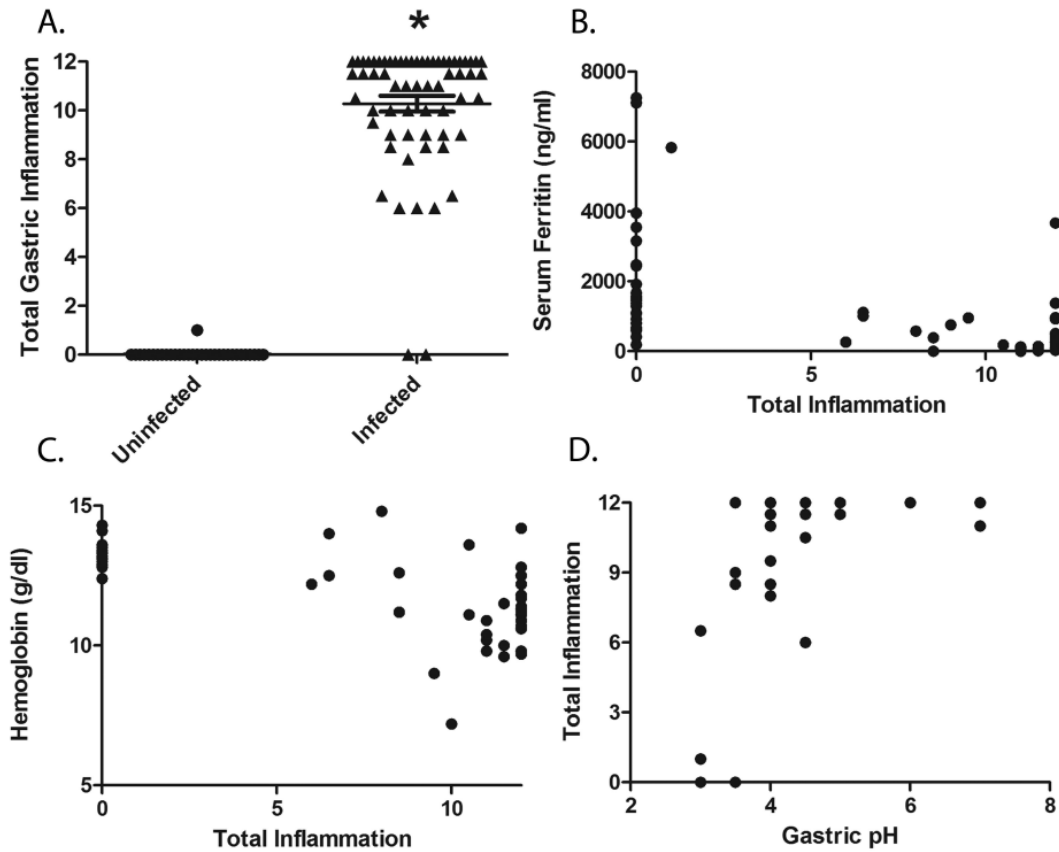 A.
*
Total Gastric Inflammation
12
10
8
6
4
2
0
Uninfected
Infected
B.
Serum Ferritin (ng/ml)
8000
6000
4000
2000
0
0
5
10
Total Inflammation
C.
Hemoglobin (g/dl)
15
10
5
0
5
10
Total Inflammation
D.
Total Inflammation
12
9
6
3
0
2
4
6
8
Gastric pH